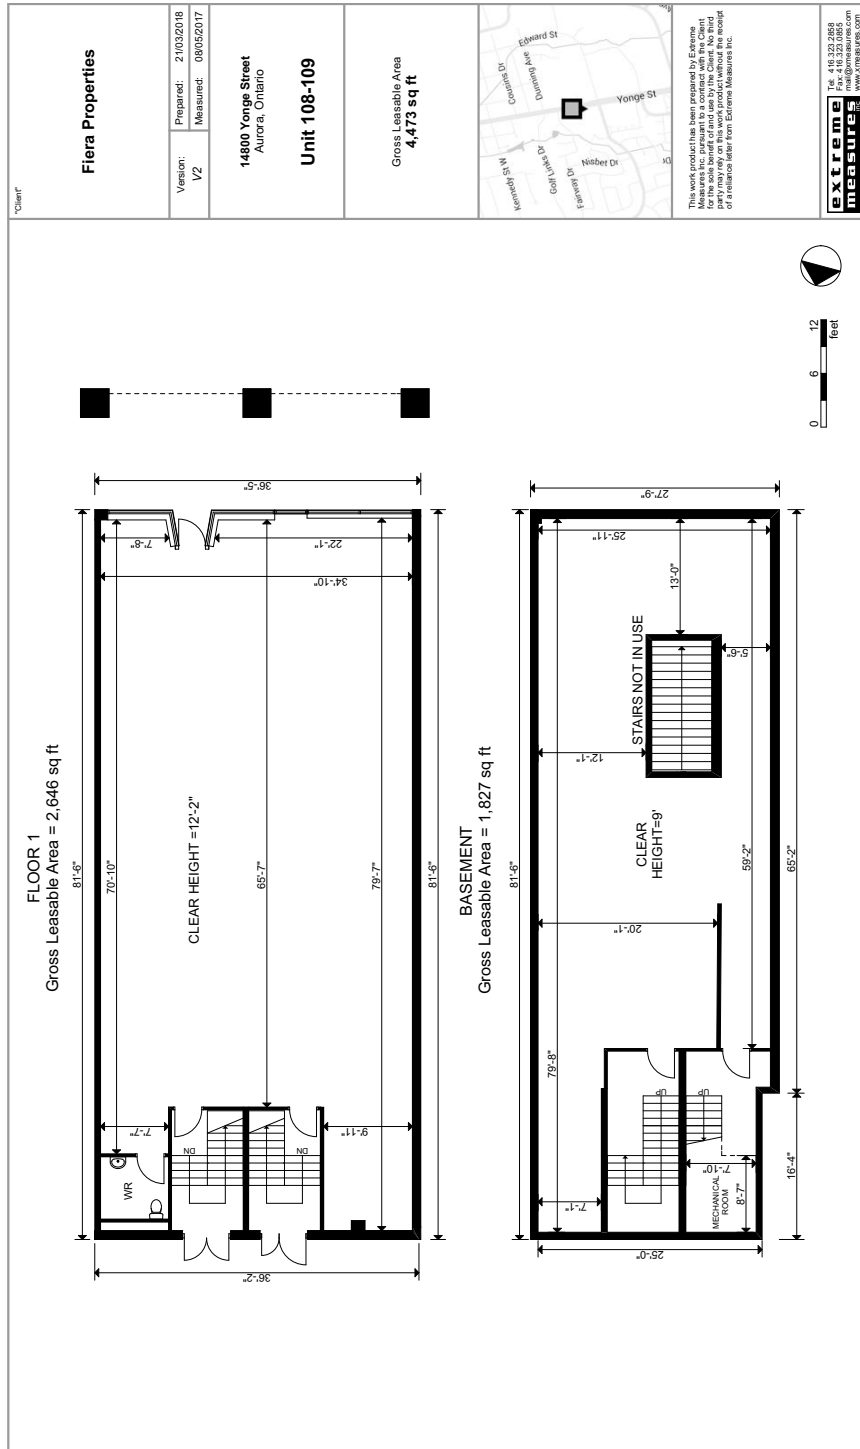 "Client"
Fiera Properties
Version:
V2
Prepared: 21/03/2018
Measured: 08/05/2017
14800 Yonge Street
Aurora, Ontario
Unit 108-109
Gross Leasable Area
4,473 sq ft
Edward St
Cousins Dr
Dunning Ave
Yonge St
Kennedy St W
Golf Links Dr
Fairway Dr
Nisbet Dr
This work product has been prepared by Extreme
Measures Inc. pursuant to a contract with the Client
for the sole benefit of and use by the Client. No third
party may rely on this work product without the receipt
of a reliance letter from Extreme Measures Inc.
extreme
measures
inc
Tel: 416.323.2858
Fax: 416.323.0855
mail@xmeasures.com
www.xmeasures.com
FLOOR 1
Gross Leasable Area = 2,646 sq ft
81'-6"
70'-10"
36'-5"
7'-8"
22'-1"
34'-10"
CLEAR HEIGHT =12'-2"
65'-7"
79'-7"
81'-6"
7'-7"
WR
DN
DN
9'-11"
36'-2"
BASEMENT
Gross Leasable Area = 1,827 sq ft
81'-6"
27'-9"
25'-11"
13'-0"
STAIRS NOT IN USE
5'-6"
12'-1"
CLEAR
HEIGHT=9'
59'-2"
65'-2"
20'-1"
79'-8"
UP
UP
7'-1"
7'-10"
MECHANICAL
ROOM
8'-7"
16'-4"
25'-0"
0 6 12
feet